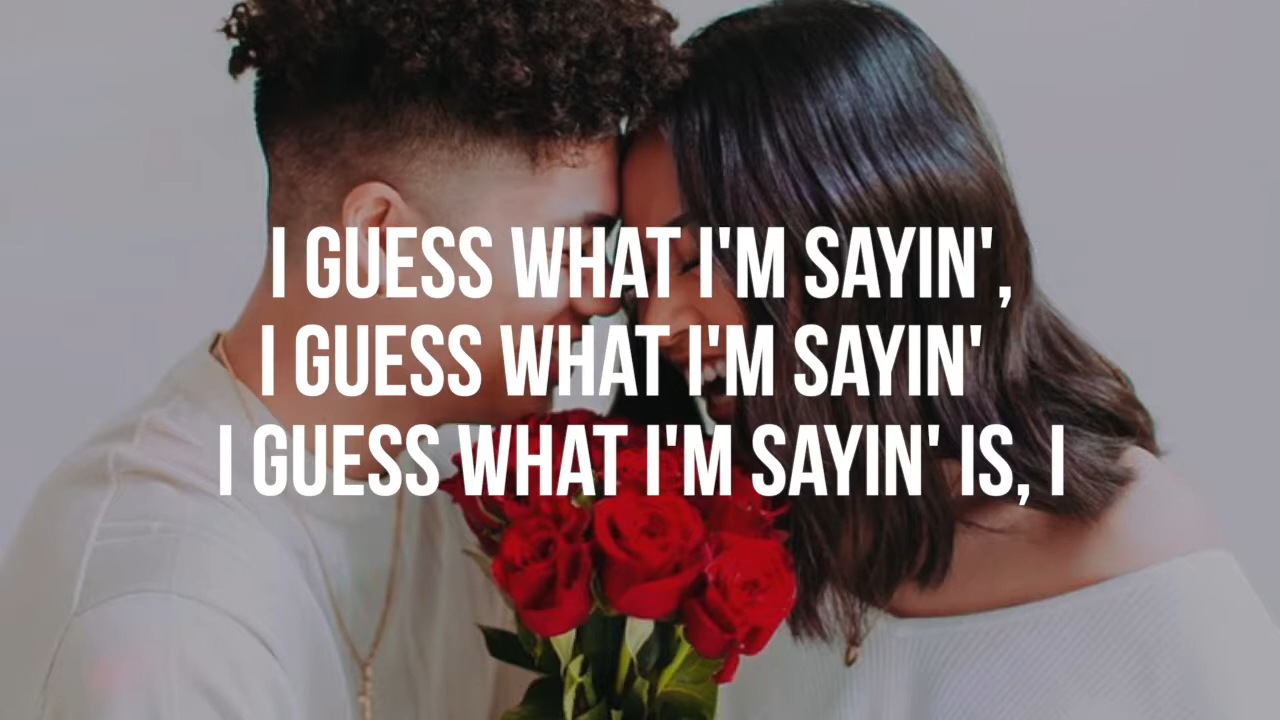 I GUESS WHAT I'M SAYIN',
I GUESS WHAT I'M SAYIN'
I GUESS WHAT I'M SAYIN' IS, I